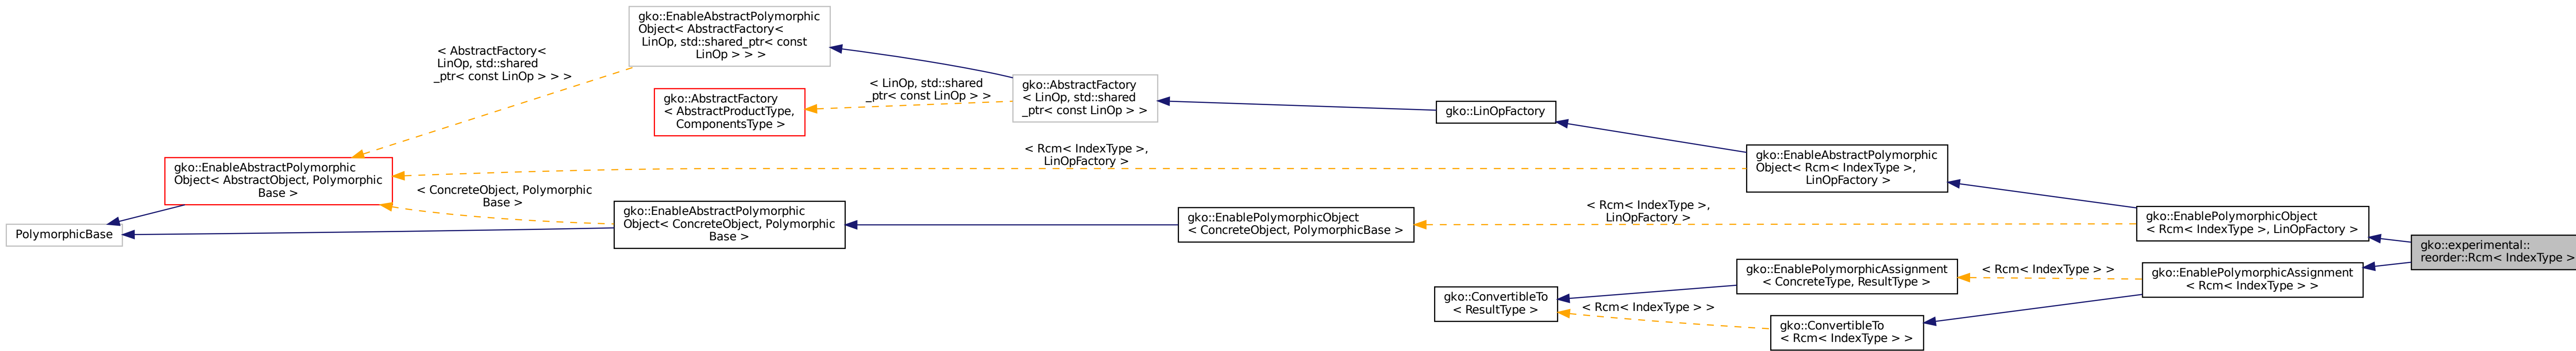 gko::EnableAbstractPolymorphic
Object< AbstractFactory<
LinOp, std::shared_ptr< const
LinOp > > >
< AbstractFactory<
LinOp, std::shared
_ptr< const LinOp > > >
gko::AbstractFactory
< AbstractProductType,
ComponentsType >
< LinOp, std::shared
_ptr< const LinOp > >
gko::AbstractFactory
< LinOp, std::shared
_ptr< const LinOp > >
gko::LinOpFactory
< Rcm< IndexType >,
LinOpFactory >
gko::EnableAbstractPolymorphic
Object< Rcm< IndexType >,
LinOpFactory >
gko::EnableAbstractPolymorphic
Object< AbstractObject, Polymorphic
Base >
< ConcreteObject, Polymorphic
Base >
PolymorphicBase
gko::EnableAbstractPolymorphic
Object< ConcreteObject, Polymorphic
Base >
gko::EnablePolymorphicObject
< ConcreteObject, PolymorphicBase >
< Rcm< IndexType >,
LinOpFactory >
gko::EnablePolymorphicObject
< Rcm< IndexType >, LinOpFactory >
gko::experimental::
reorder::Rcm< IndexType >
gko::EnablePolymorphicAssignment
< ConcreteType, ResultType >
< Rcm< IndexType > >
gko::EnablePolymorphicAssignment
< Rcm< IndexType > >
gko::ConvertibleTo
< ResultType >
< Rcm< IndexType > >
gko::ConvertibleTo
< Rcm< IndexType > >